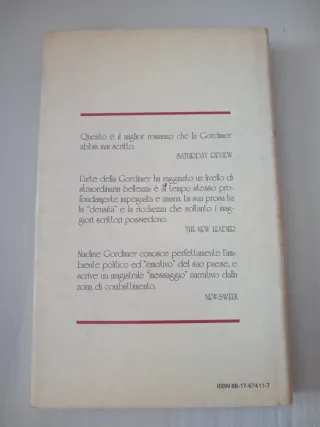 Questo è il miglior romanzo che la Gordimer
abbia mai scritto.
SATURDAY REVIEW
L'arte della Gordimer ha raggiunto un livello di
straordinaria bellezza: è al tempo stesso pro-
fondamente impegnata e umana. La sua prosa ha
la "densità" e la ricchezza che soltanto i mag-
giori scrittori possiedono.
THE NEW LEADER
Nadine Gordimer conosce perfettamente l'am-
biente politico ed "emotivo" del suo paese, e
scrive un magistrale "messaggio" narrativo dalla
zona di combattimento.
NEWSWEEK
ISBN 88-17-67411-7